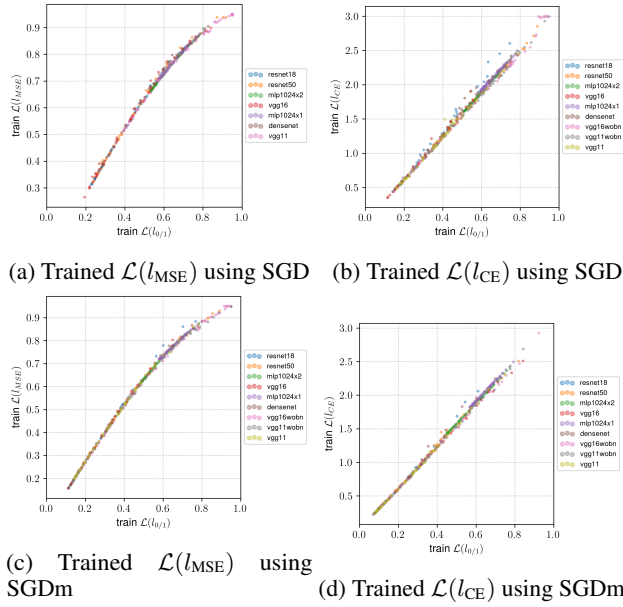 train L(l_MSE)
0.9
0.8
0.7
0.6
0.5
0.4
0.3
0.0 0.2 0.4 0.6 0.8 1.0
train L(l_0/1)
resnet18
resnet50
mlp1024x2
vgg16
mlp1024x1
densenet
vgg11
(a) Trained L(l_MSE) using SGD
train L(l_CE)
3.0
2.5
2.0
1.5
1.0
0.5
0.0 0.2 0.4 0.6 0.8 1.0
train L(l_0/1)
resnet18
resnet50
mlp1024x2
vgg16
mlp1024x1
densenet
vgg16wobn
vgg11wobn
vgg11
(b) Trained L(l_CE) using SGD
train L(l_MSE)
0.9
0.8
0.7
0.6
0.5
0.4
0.3
0.2
0.0 0.2 0.4 0.6 0.8 1.0
train L(l_0/1)
resnet18
resnet50
mlp1024x2
vgg16
mlp1024x1
densenet
vgg16wobn
vgg11wobn
vgg11
(c) Trained L(l_MSE) using
SGDm
train L(l_CE)
3.0
2.5
2.0
1.5
1.0
0.5
0.0 0.2 0.4 0.6 0.8 1.0
train L(l_0/1)
resnet18
resnet50
mlp1024x2
vgg16
mlp1024x1
densenet
vgg16wobn
vgg11wobn
vgg11
(d) Trained L(l_CE) using SGDm